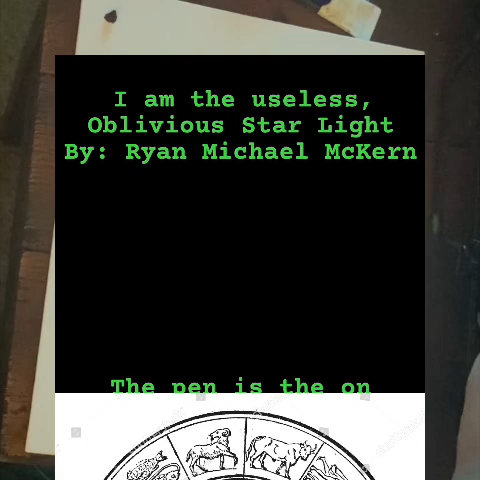 I am the useless,
Oblivious Star Light
By: Ryan Michael McKern
The pen is the on